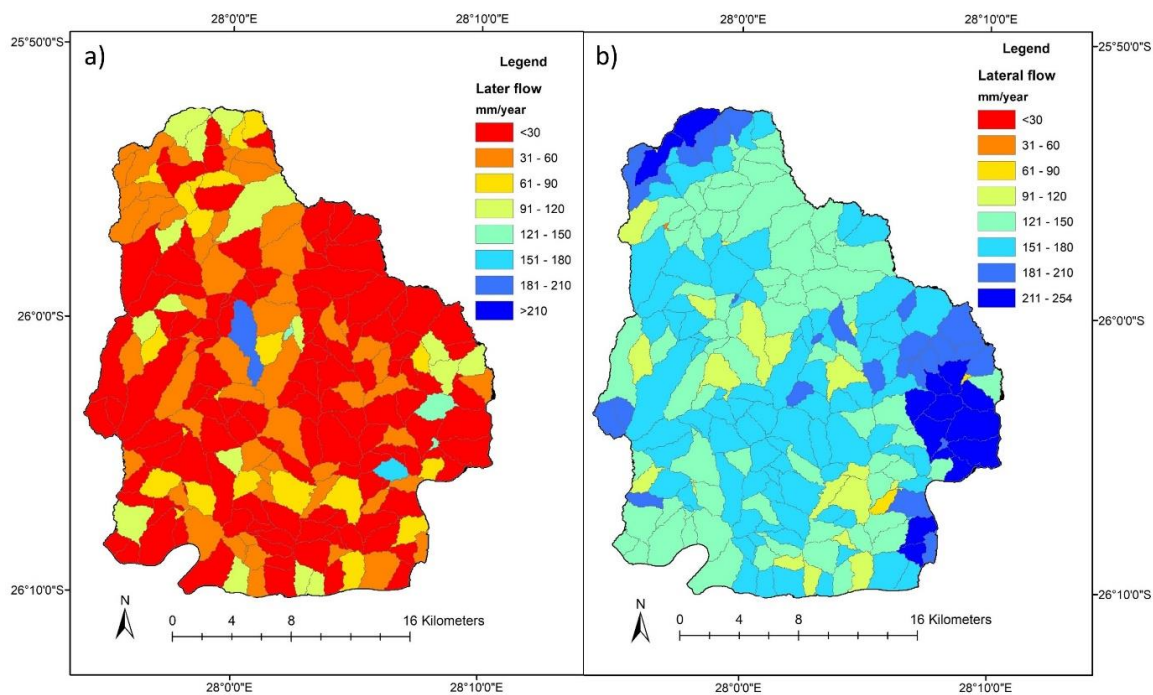 28°0'0"E
28°10'0"E
28°0'0"E
28°10'0"E
25°50'0"S
25°50'0"S
a)
Legend
Later flow
mm/year
<30
31 - 60
61 - 90
91 - 120
121 - 150
151 - 180
181 - 210
>210
b)
Legend
Lateral flow
mm/year
<30
31 - 60
61 - 90
91 - 120
121 - 150
151 - 180
181 - 210
211 - 254
26°0'0"S
26°0'0"S
26°10'0"S
26°10'0"S
N
0 4 8 16 Kilometers
N
0 4 8 16 Kilometers
28°0'0"E
28°10'0"E
28°0'0"E
28°10'0"E